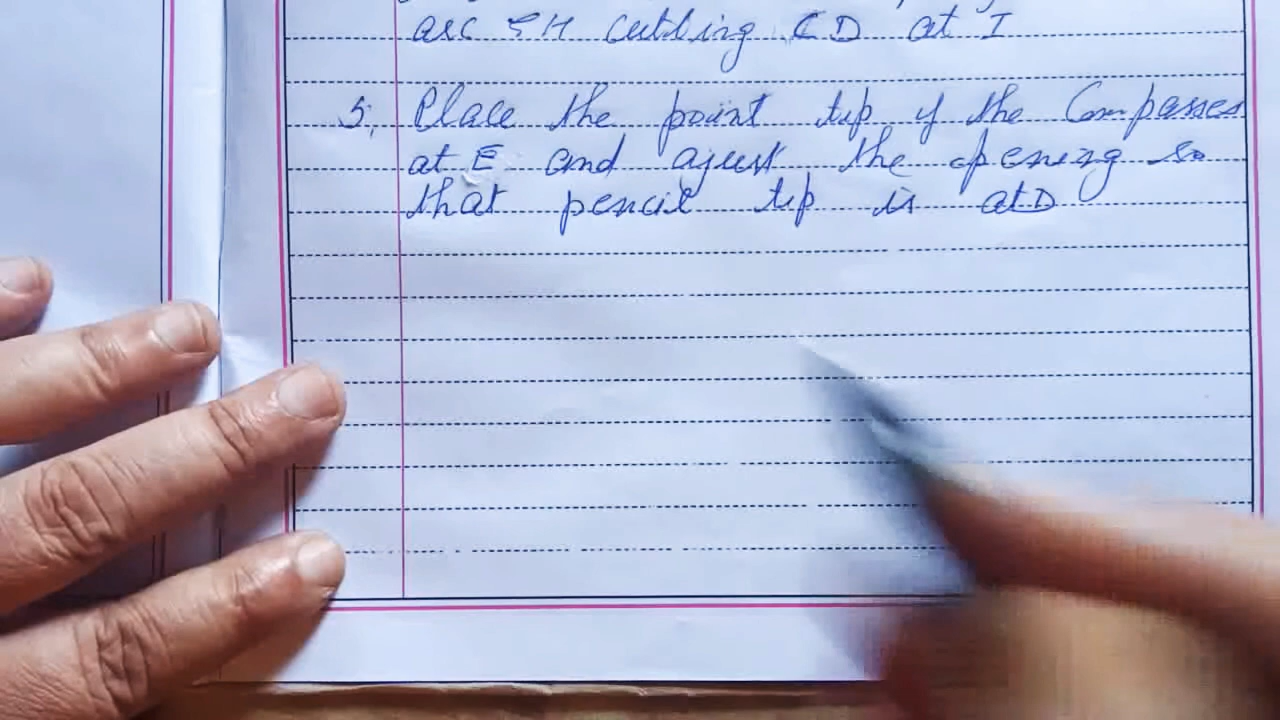 arc GH cutting CD at I
5. Place the point tip of the Compasses
at E and ajust the opening so
that pencil tip is at D